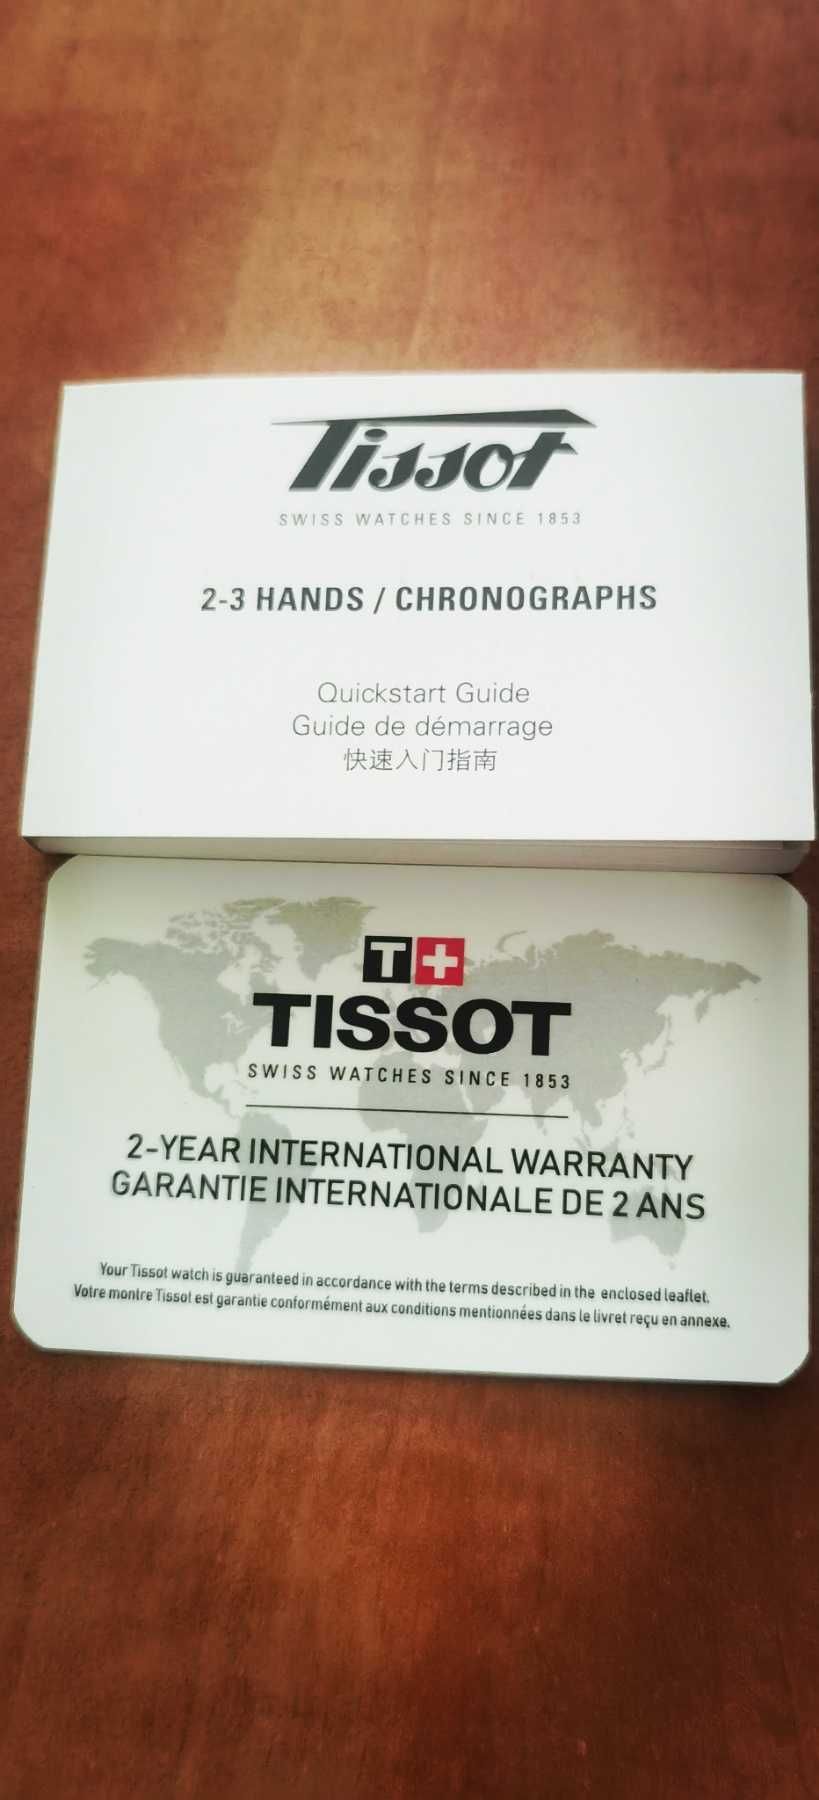 Tissot
SWISS WATCHES SINCE 1853
2-3 HANDS / CHRONOGRAPHS
Quickstart Guide
Guide de démarrage
快速入门指南
T+
TISSOT
SWISS WATCHES SINCE 1853
2-YEAR INTERNATIONAL WARRANTY
GARANTIE INTERNATIONALE DE 2 ANS
Your Tissot watch is guaranteed in accordance with the terms described in the enclosed leaflet.
Votre montre Tissot est garantie conformément aux conditions mentionnées dans le livret reçu en annexe.